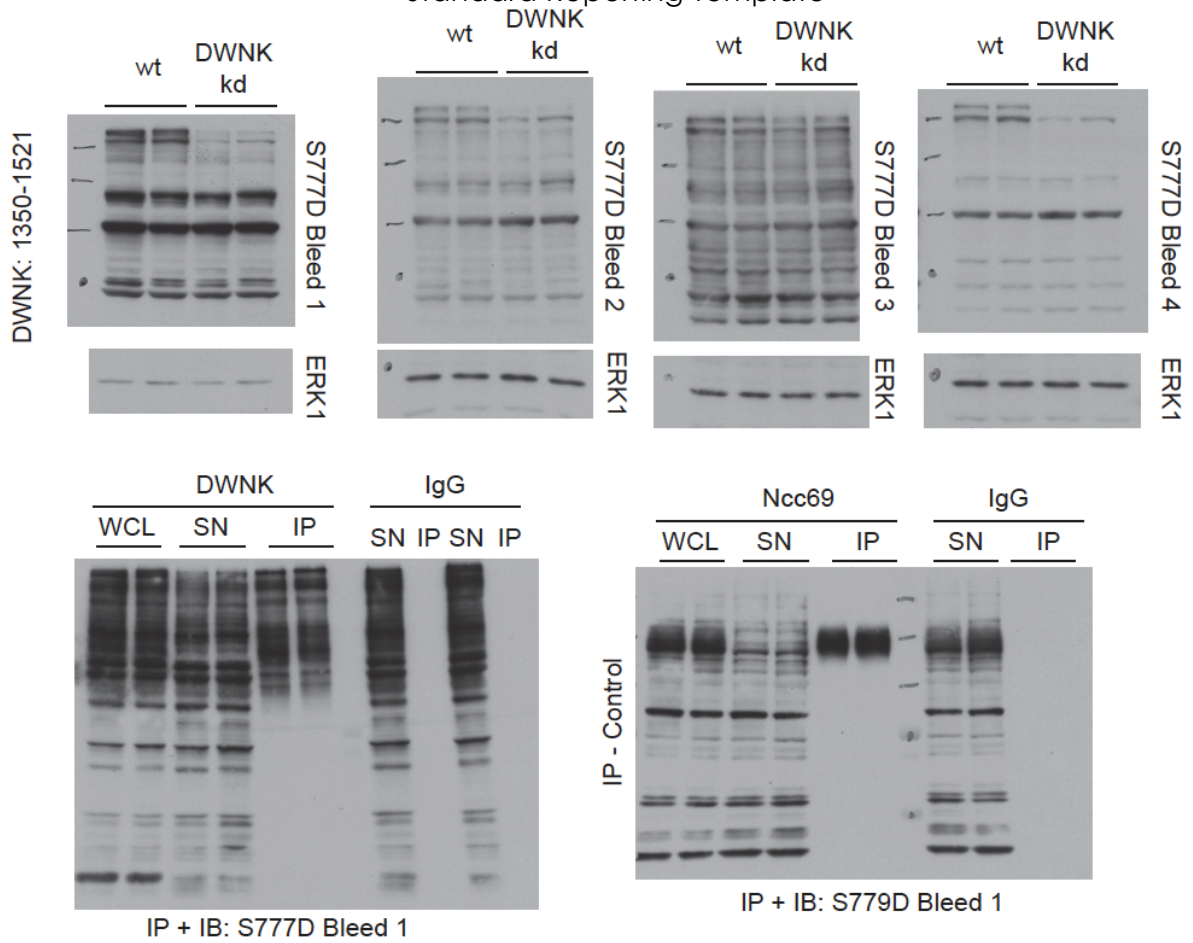 Standard Reporting Template
wt
DWNK
kd
wt
DWNK
kd
wt
DWNK
kd
wt
DWNK
kd
DWNK: 1350-1521
S777D Bleed 1
S777D Bleed 2
S777D Bleed 3
S777D Bleed 4
ERK1
ERK1
ERK1
ERK1
DWNK
IgG
WCL
SN
IP
SN IP SN IP
IP + IB: S777D Bleed 1
Ncc69
IgG
WCL
SN
IP
SN
IP
IP - Control
IP + IB: S779D Bleed 1